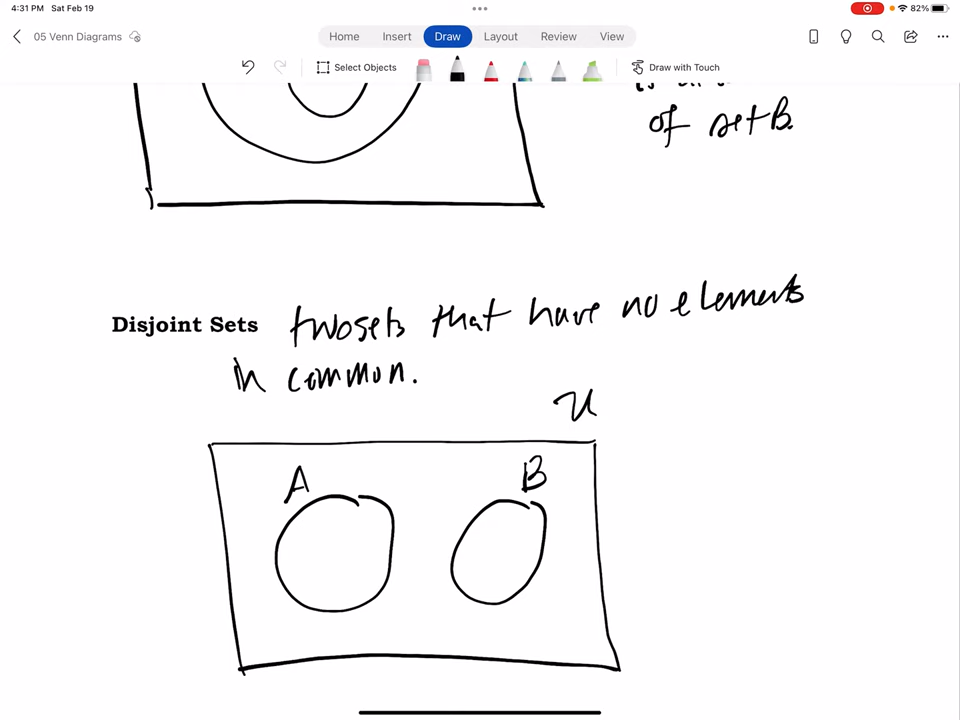 4:31 PM Sat Feb 19
82%
05 Venn Diagrams
Home Insert Draw Layout Review View
Select Objects
Draw with Touch
of set B.
Disjoint Sets two sets that have no elements
in common.
U
A B